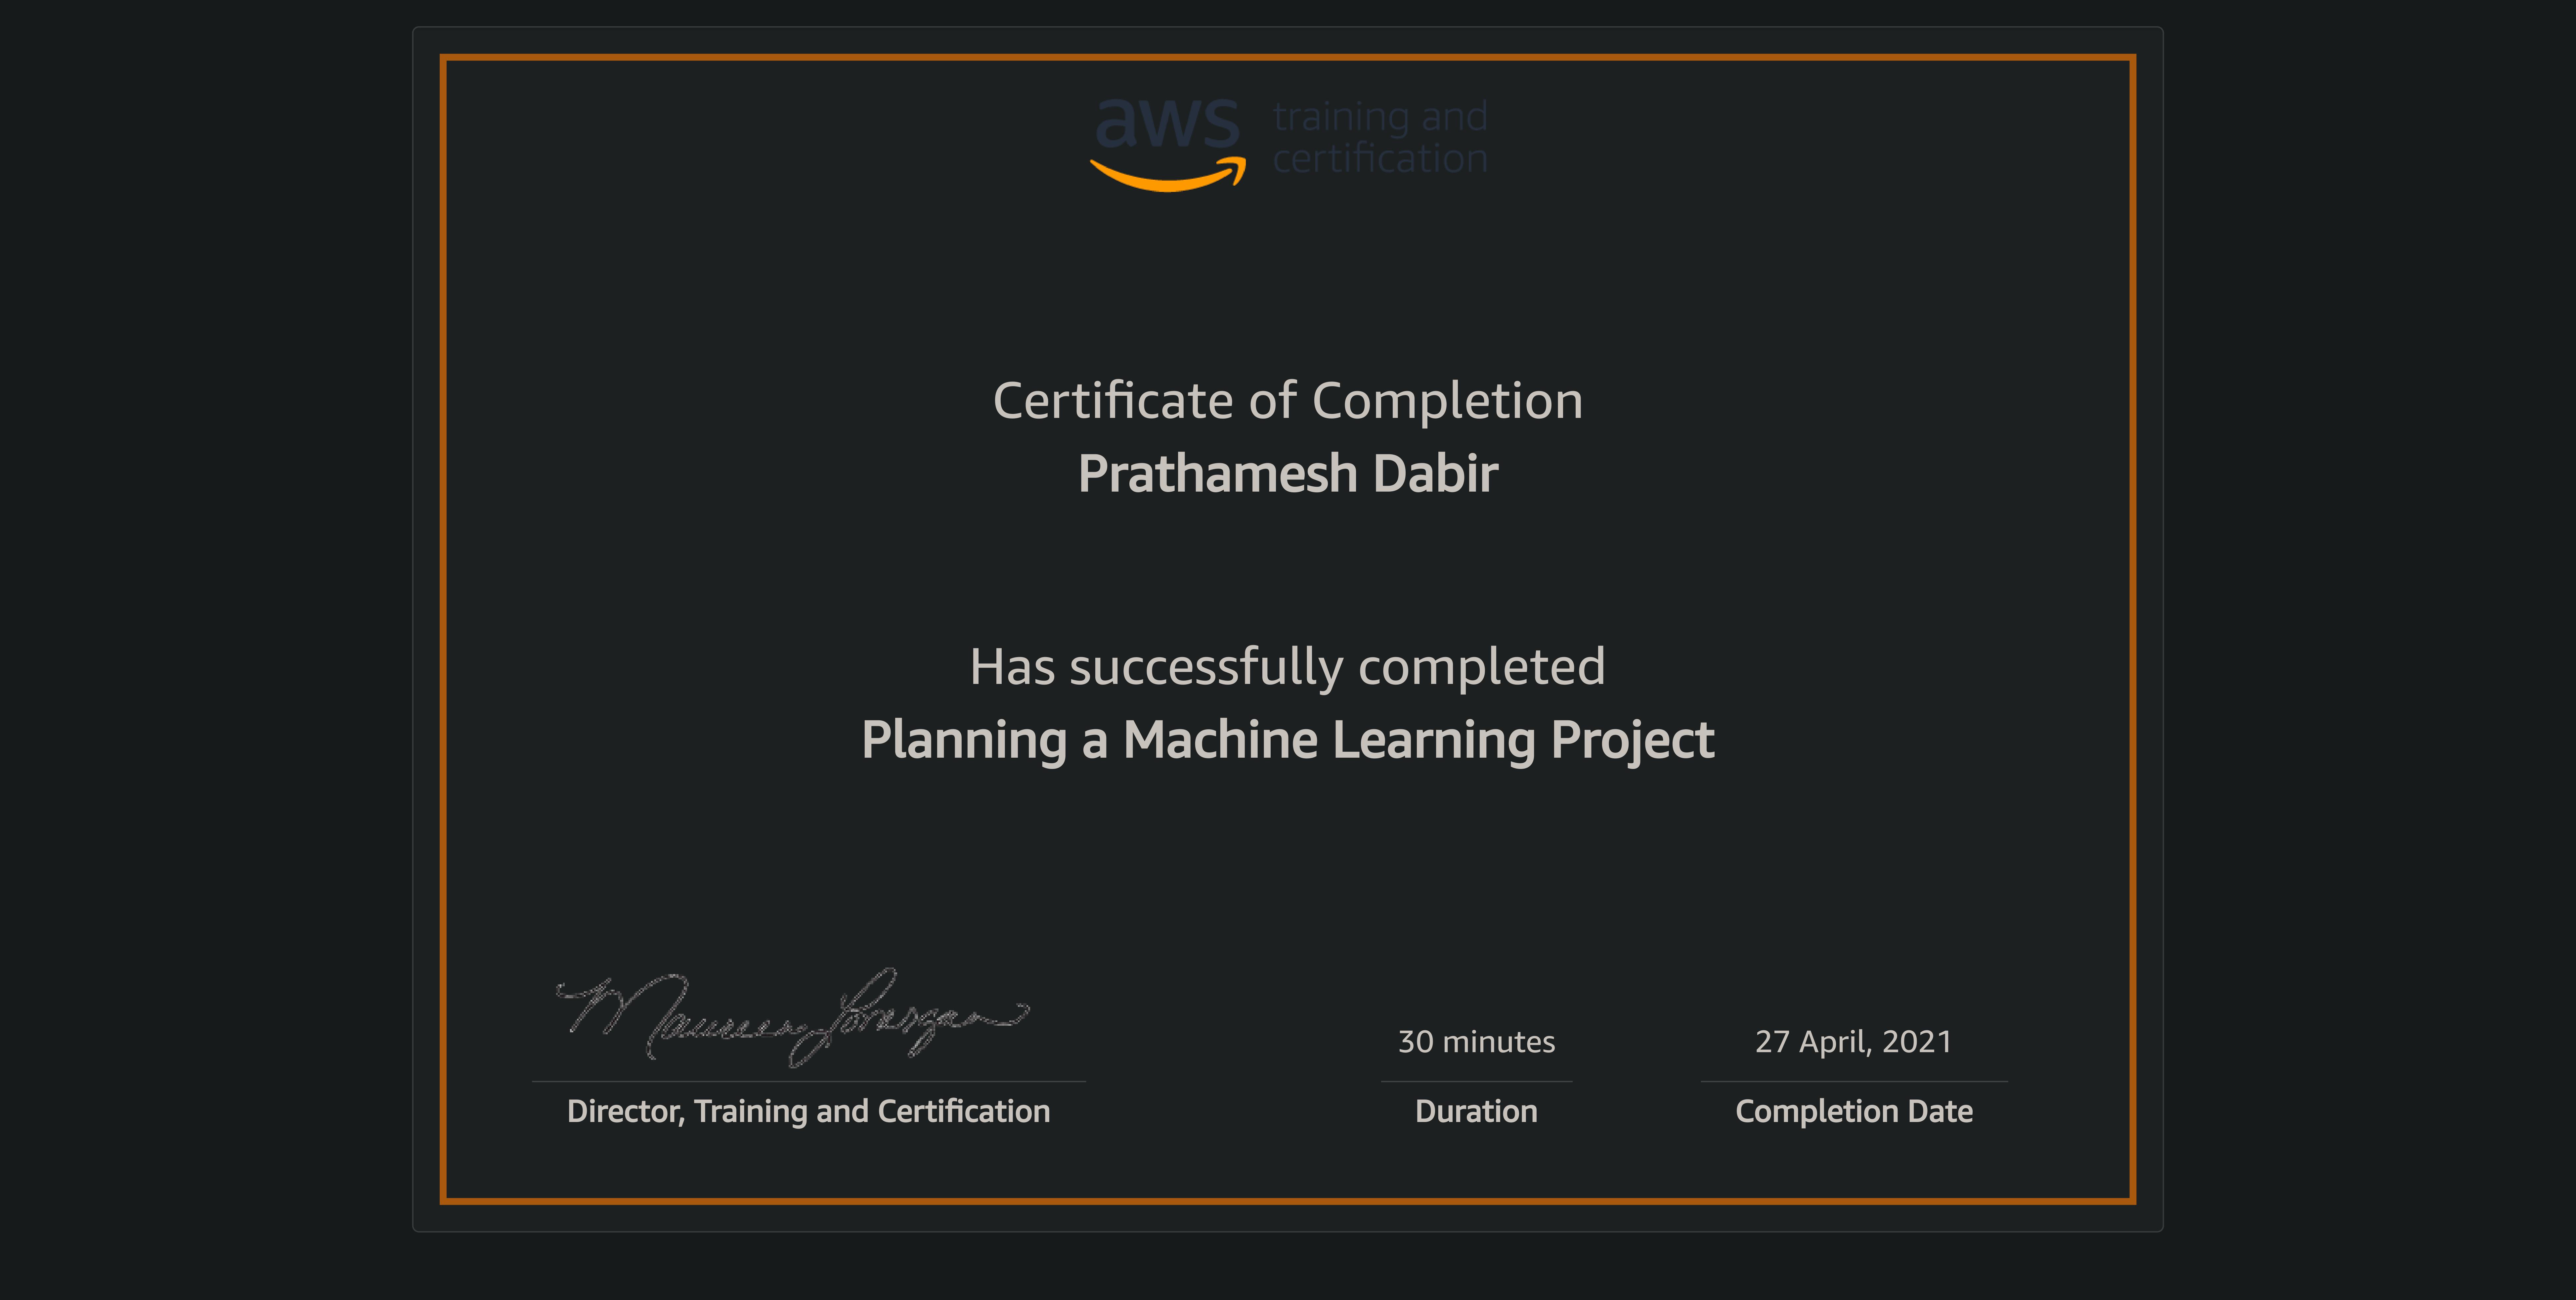 aws training and
certification
Certificate of Completion
Prathamesh Dabir
Has successfully completed
Planning a Machine Learning Project
Maureen Lonergan
30 minutes
27 April, 2021
Director, Training and Certification
Duration
Completion Date